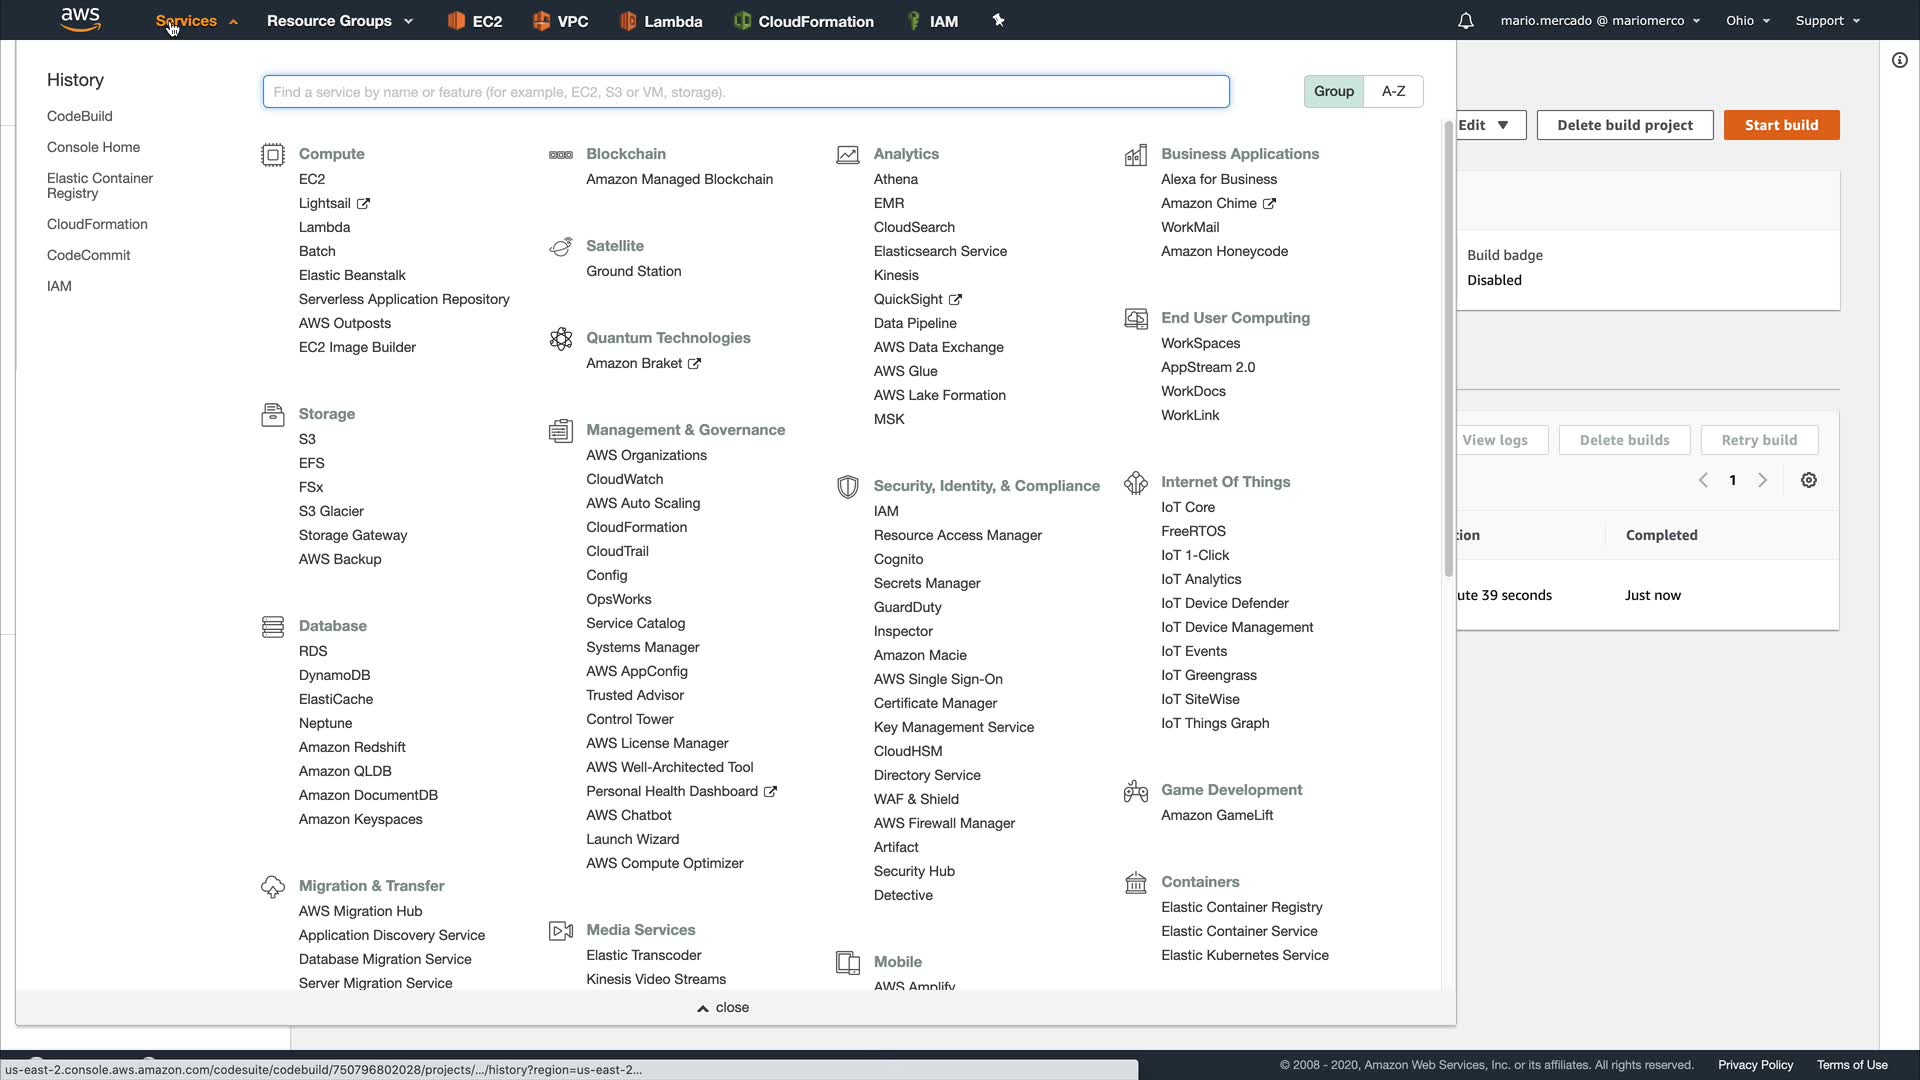 aws
Services
Resource Groups
EC2
VPC
Lambda
CloudFormation
IAM
mario.mercado @ mariomerco
Ohio
Support
History
CodeBuild
Console Home
Elastic Container
Registry
CloudFormation
CodeCommit
IAM
Find a service by name or feature (for example, EC2, S3 or VM, storage).
Group
A-Z
Compute
EC2
Lightsail
Lambda
Batch
Elastic Beanstalk
Serverless Application Repository
AWS Outposts
EC2 Image Builder
Storage
S3
EFS
FSx
S3 Glacier
Storage Gateway
AWS Backup
Database
RDS
DynamoDB
ElastiCache
Neptune
Amazon Redshift
Amazon QLDB
Amazon DocumentDB
Amazon Keyspaces
Migration & Transfer
AWS Migration Hub
Application Discovery Service
Database Migration Service
Server Migration Service
Blockchain
Amazon Managed Blockchain
Satellite
Ground Station
Quantum Technologies
Amazon Braket
Management & Governance
AWS Organizations
CloudWatch
AWS Auto Scaling
CloudFormation
CloudTrail
Config
OpsWorks
Service Catalog
Systems Manager
AWS AppConfig
Trusted Advisor
Control Tower
AWS License Manager
AWS Well-Architected Tool
Personal Health Dashboard
AWS Chatbot
Launch Wizard
AWS Compute Optimizer
Media Services
Elastic Transcoder
Kinesis Video Streams
Analytics
Athena
EMR
CloudSearch
Elasticsearch Service
Kinesis
QuickSight
Data Pipeline
AWS Data Exchange
AWS Glue
AWS Lake Formation
MSK
Security, Identity, & Compliance
IAM
Resource Access Manager
Cognito
Secrets Manager
GuardDuty
Inspector
Amazon Macie
AWS Single Sign-On
Certificate Manager
Key Management Service
CloudHSM
Directory Service
WAF & Shield
AWS Firewall Manager
Artifact
Security Hub
Detective
Mobile
AWS Amplify
Business Applications
Alexa for Business
Amazon Chime
WorkMail
Amazon Honeycode
End User Computing
WorkSpaces
AppStream 2.0
WorkDocs
WorkLink
Internet Of Things
IoT Core
FreeRTOS
IoT 1-Click
IoT Analytics
IoT Device Defender
IoT Device Management
IoT Events
IoT Greengrass
IoT SiteWise
IoT Things Graph
Game Development
Amazon GameLift
Containers
Elastic Container Registry
Elastic Container Service
Elastic Kubernetes Service
close
Edit
Delete build project
Start build
Build badge
Disabled
View logs
Delete builds
Retry build
1
tion
Completed
ute 39 seconds
Just now
us-east-2.console.aws.amazon.com/codesuite/codebuild/750796802028/projects/.../history?region=us-east-2...
© 2008 - 2020, Amazon Web Services, Inc. or its affiliates. All rights reserved.
Privacy Policy
Terms of Use